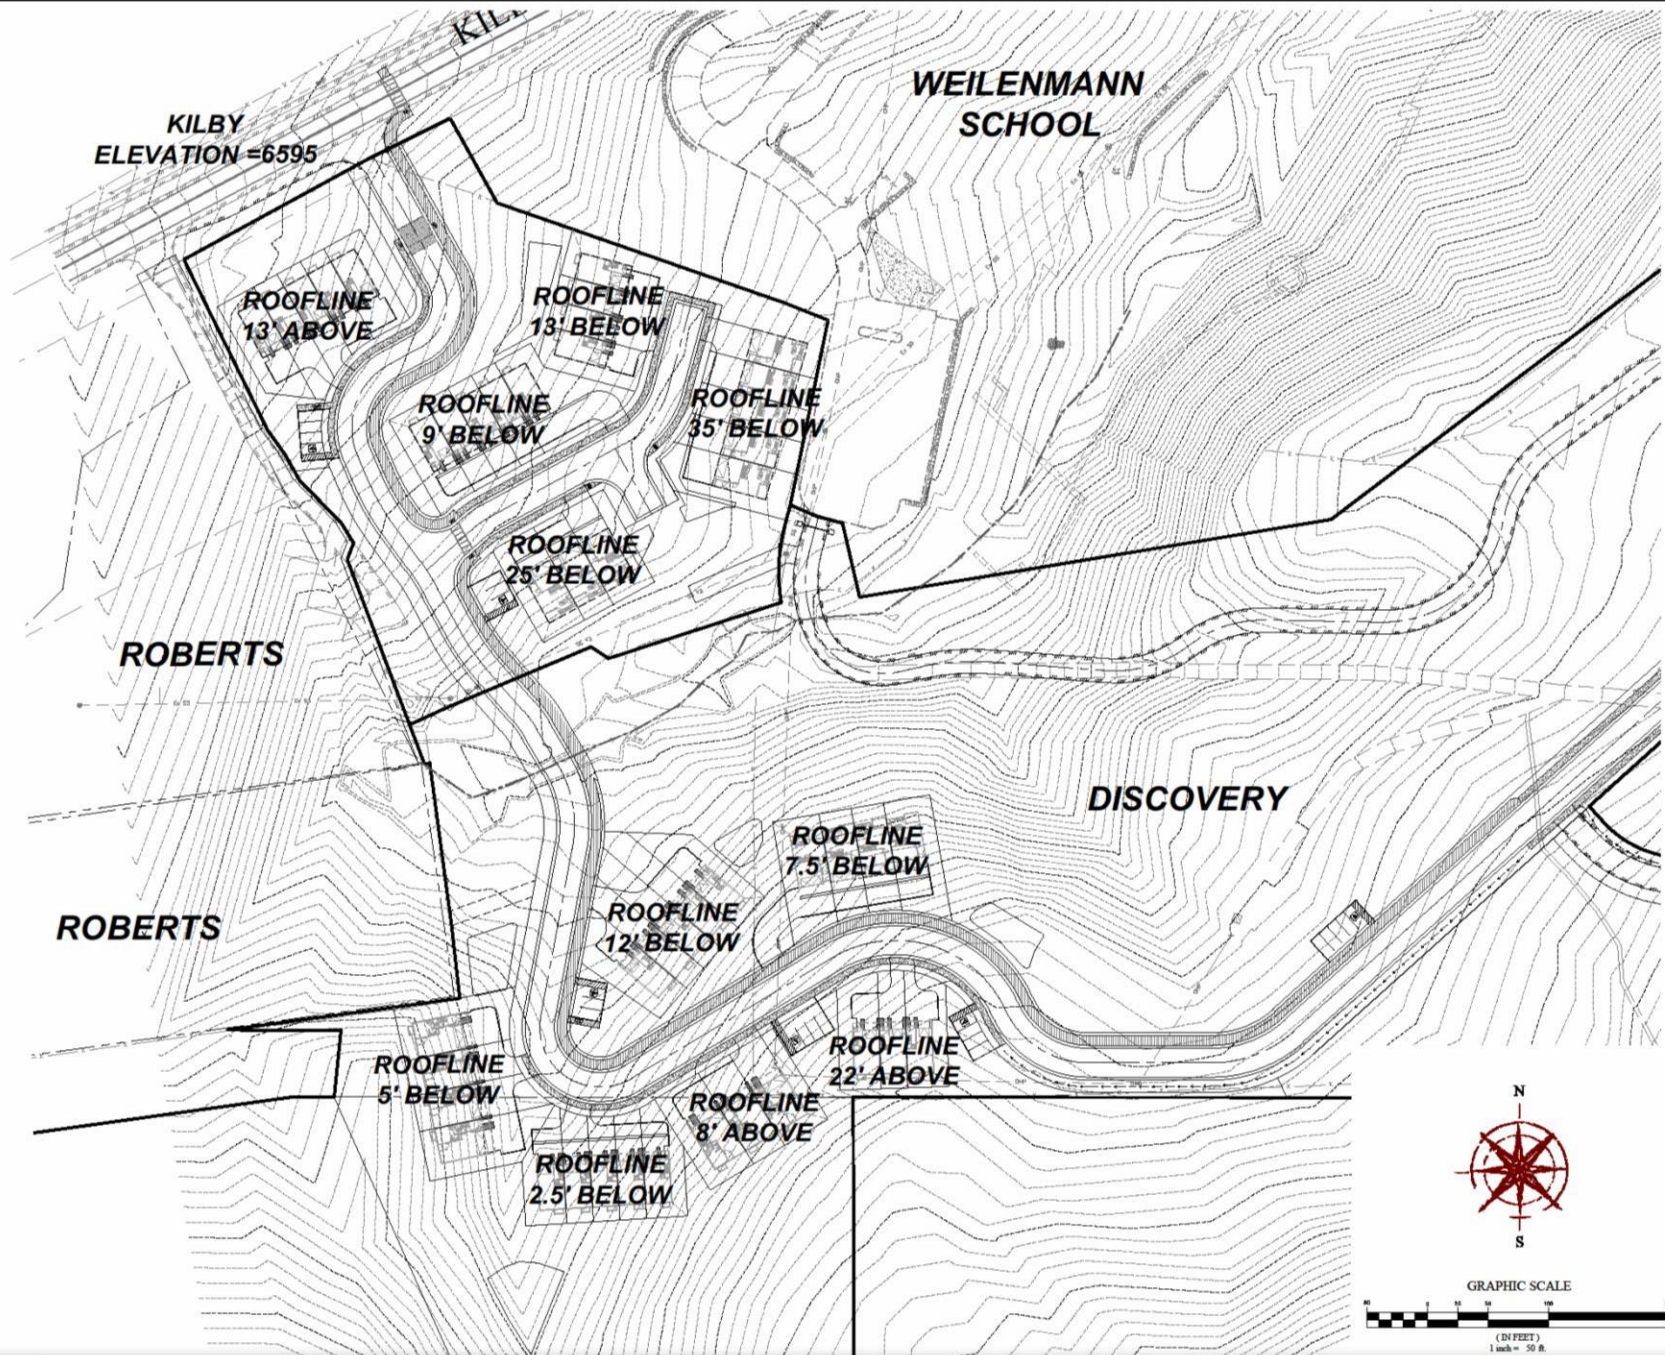 WEILENMANN
SCHOOL
KILBY
ELEVATION =6595
ROOFLINE
13' ABOVE
ROOFLINE
13' BELOW
ROOFLINE
9' BELOW
ROOFLINE
35' BELOW
ROOFLINE
25' BELOW
ROBERTS
DISCOVERY
ROOFLINE
7.5' BELOW
ROOFLINE
12' BELOW
ROBERTS
ROOFLINE
5' BELOW
ROOFLINE
22' ABOVE
ROOFLINE
8' ABOVE
ROOFLINE
2.5' BELOW
N
S
GRAPHIC SCALE
( IN FEET )
1 inch = 50 ft.